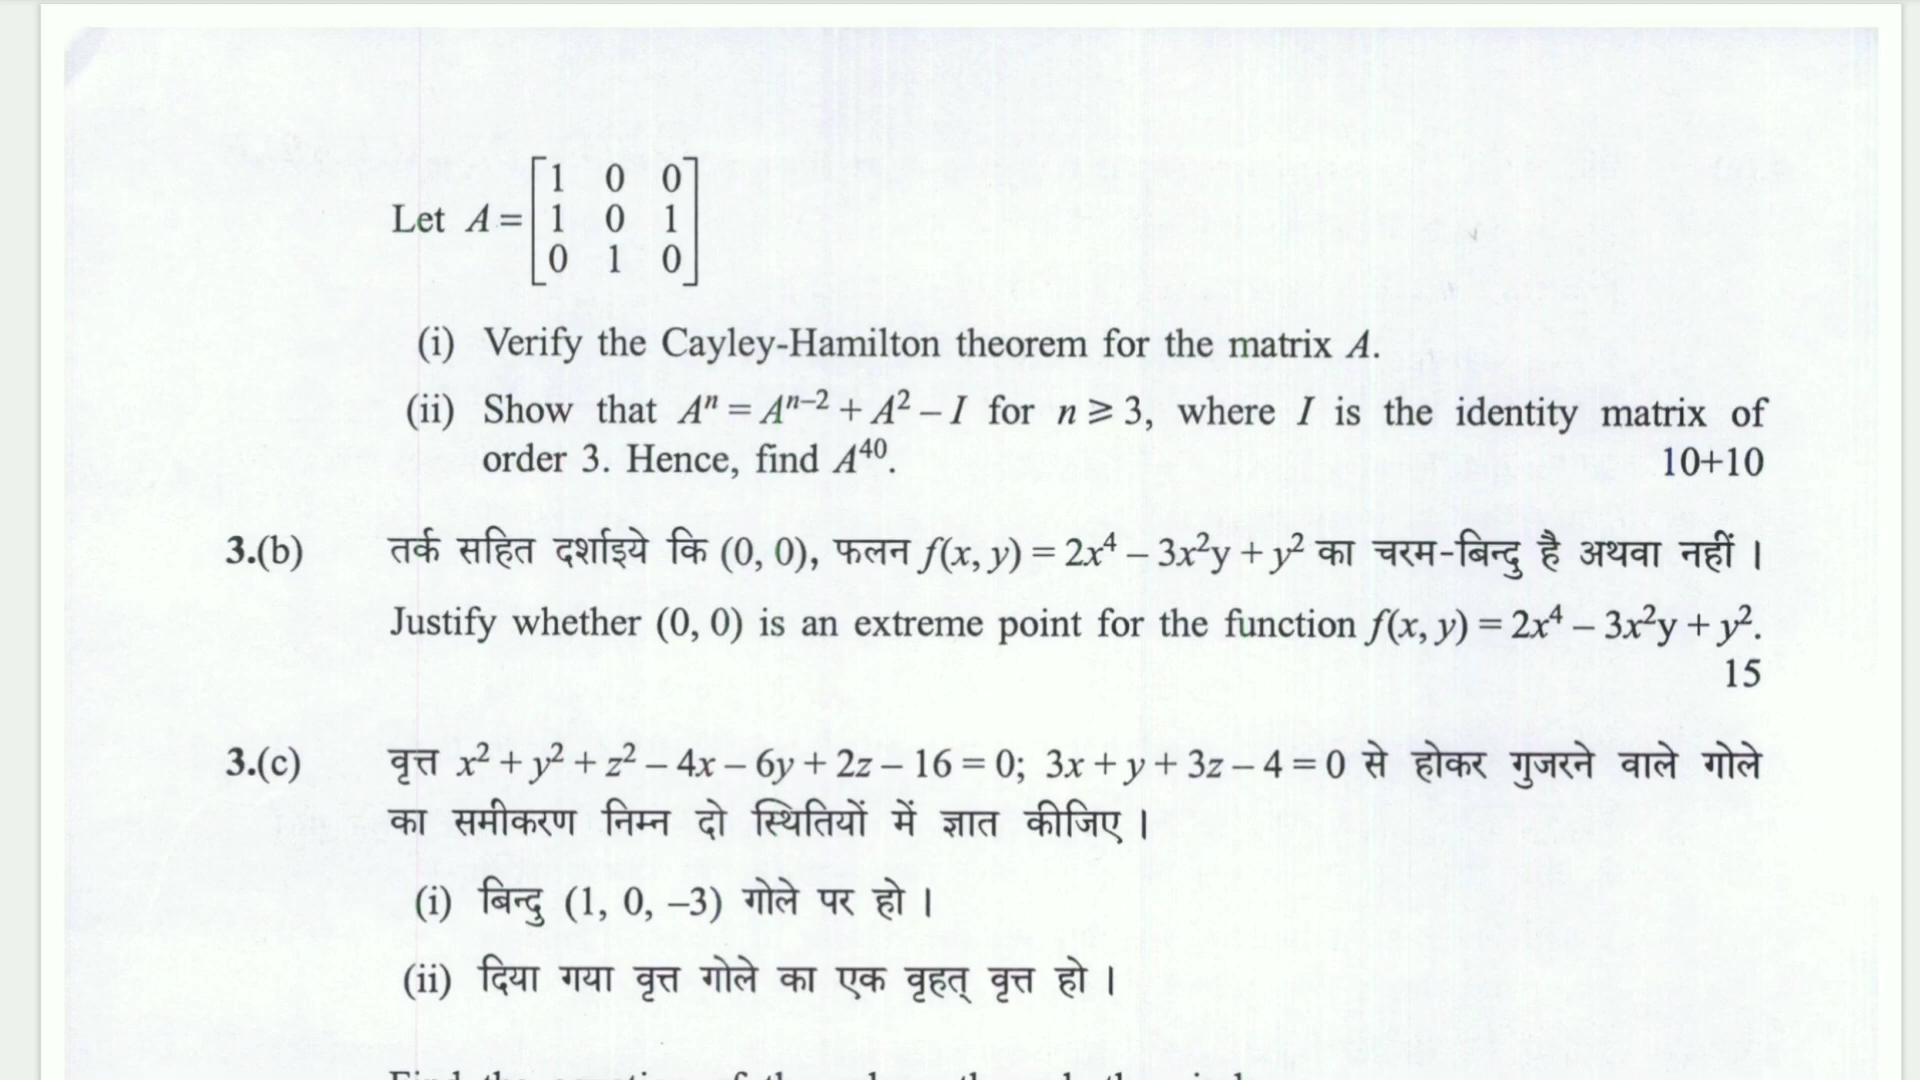 Let A = [1 0 0
1 0 1
0 1 0]
(i) Verify the Cayley-Hamilton theorem for the matrix A.
(ii) Show that Aⁿ = Aⁿ⁻² + A² – I for n ⩾ 3, where I is the identity matrix of
order 3. Hence, find A⁴⁰. 10+10
3.(b) तर्क सहित दर्शाइये कि (0, 0), फलन f(x, y) = 2x⁴ – 3x²y + y² का चरम-बिन्दु है अथवा नहीं ।
Justify whether (0, 0) is an extreme point for the function f(x, y) = 2x⁴ – 3x²y + y².
15
3.(c) वृत्त x² + y² + z² – 4x – 6y + 2z – 16 = 0; 3x + y + 3z – 4 = 0 से होकर गुजरने वाले गोले
का समीकरण निम्न दो स्थितियों में ज्ञात कीजिए ।
(i) बिन्दु (1, 0, –3) गोले पर हो ।
(ii) दिया गया वृत्त गोले का एक वृहत् वृत्त हो ।